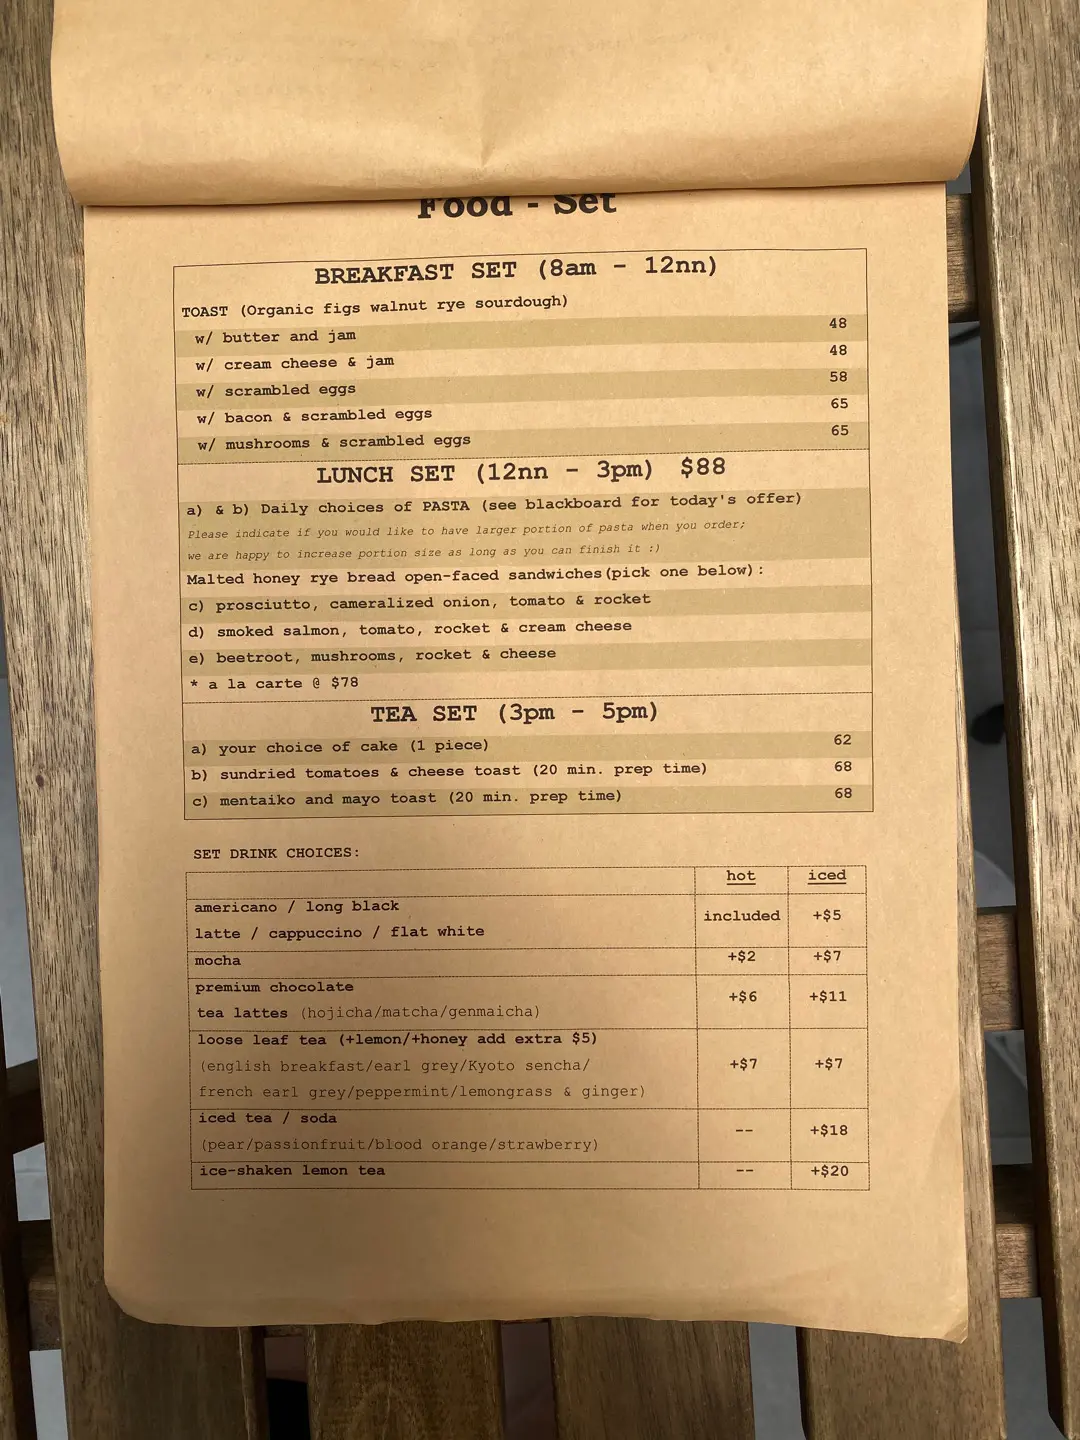 Food - Set
BREAKFAST SET (8am - 12nn)
TOAST (Organic figs walnut rye sourdough)
w/ butter and jam 48
w/ cream cheese & jam 48
w/ scrambled eggs 58
w/ bacon & scrambled eggs 65
w/ mushrooms & scrambled eggs 65
LUNCH SET (12nn - 3pm) $88
a) & b) Daily choices of PASTA (see blackboard for today's offer)
Please indicate if you would like to have larger portion of pasta when you order;
we are happy to increase portion size as long as you can finish it :)
Malted honey rye bread open-faced sandwiches(pick one below):
c) prosciutto, cameralized onion, tomato & rocket
d) smoked salmon, tomato, rocket & cream cheese
e) beetroot, mushrooms, rocket & cheese
* a la carte @ $78
TEA SET (3pm - 5pm)
a) your choice of cake (1 piece) 62
b) sundried tomatoes & cheese toast (20 min. prep time) 68
c) mentaiko and mayo toast (20 min. prep time) 68
SET DRINK CHOICES:
hot iced
americano / long black
latte / cappuccino / flat white
included +$5
mocha +$2 +$7
premium chocolate
tea lattes (hojicha/matcha/genmaicha)
+$6 +$11
loose leaf tea (+lemon/+honey add extra $5)
(english breakfast/earl grey/Kyoto sencha/
french earl grey/peppermint/lemongrass & ginger)
+$7 +$7
iced tea / soda
(pear/passionfruit/blood orange/strawberry)
-- +$18
ice-shaken lemon tea -- +$20